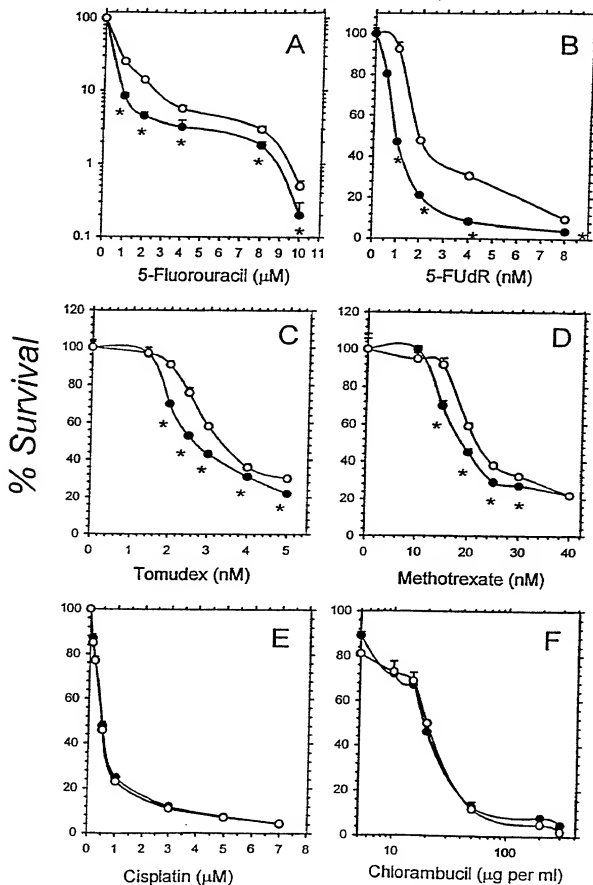 A
100
10
1
0.1
0 1 2 3 4 5 6 7 8 9 10 11
5-Fluorouracil (µM)
* * * * *
B
100
80
60
40
20
0
0 1 2 3 4 5 6 7 8
5-FUdR (nM)
* * * *
% Survival
C
120
100
80
60
40
20
0
0 1 2 3 4 5
Tomudex (nM)
* * * * *
D
100
80
60
40
20
0
0 10 20 30 40
Methotrexate (nM)
* * * *
E
100
80
60
40
20
0
0 1 2 3 4 5 6 7 8
Cisplatin (µM)
F
100
80
60
40
20
0
10 100
Chlorambucil (µg per ml)